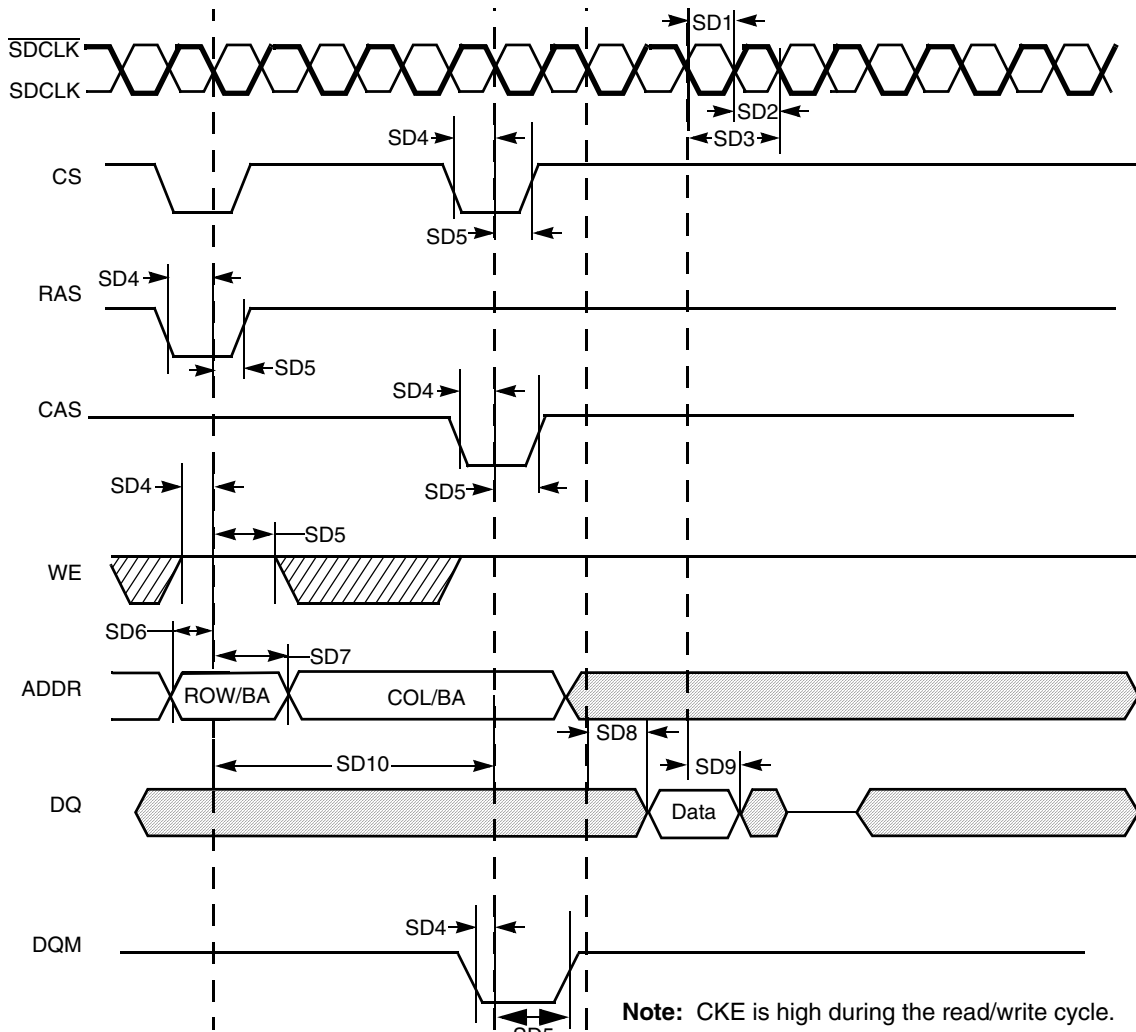 SD1
SDCLK
SDCLK
SD2
SD4
SD3
CS
SD5
SD4
RAS
SD5
SD4
CAS
SD4
SD5
SD5
WE
SD6
SD7
ADDR
ROW/BA
COL/BA
SD8
SD10
SD9
DQ
Data
SD4
DQM
Note: CKE is high during the read/write cycle.
SD5